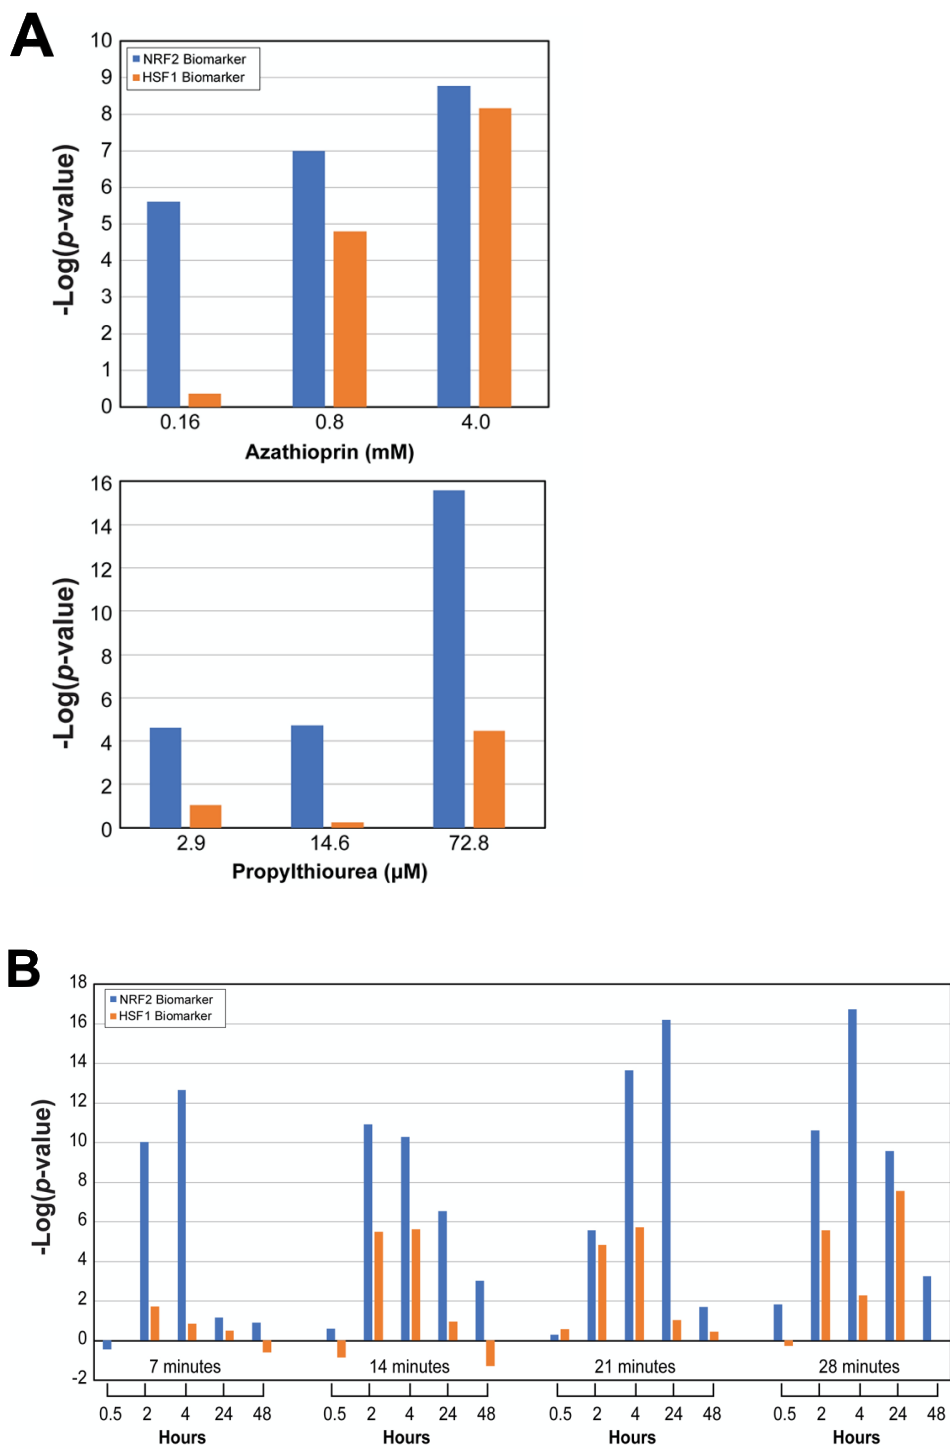 A
10
9
8
7
6
5
4
3
2
1
0
-Log(p-value)
NRF2 Biomarker
HSF1 Biomarker
0.16 0.8 4.0
Azathioprin (mM)
16
14
12
10
8
6
4
2
0
-Log(p-value)
2.9 14.6 72.8
Propylthiourea (µM)
B
18
16
14
12
10
8
6
4
2
0
-2
-Log(p-value)
NRF2 Biomarker
HSF1 Biomarker
7 minutes 14 minutes 21 minutes 28 minutes
0.5 2 4 24 48 0.5 2 4 24 48 0.5 2 4 24 48 0.5 2 4 24 48
Hours Hours Hours Hours